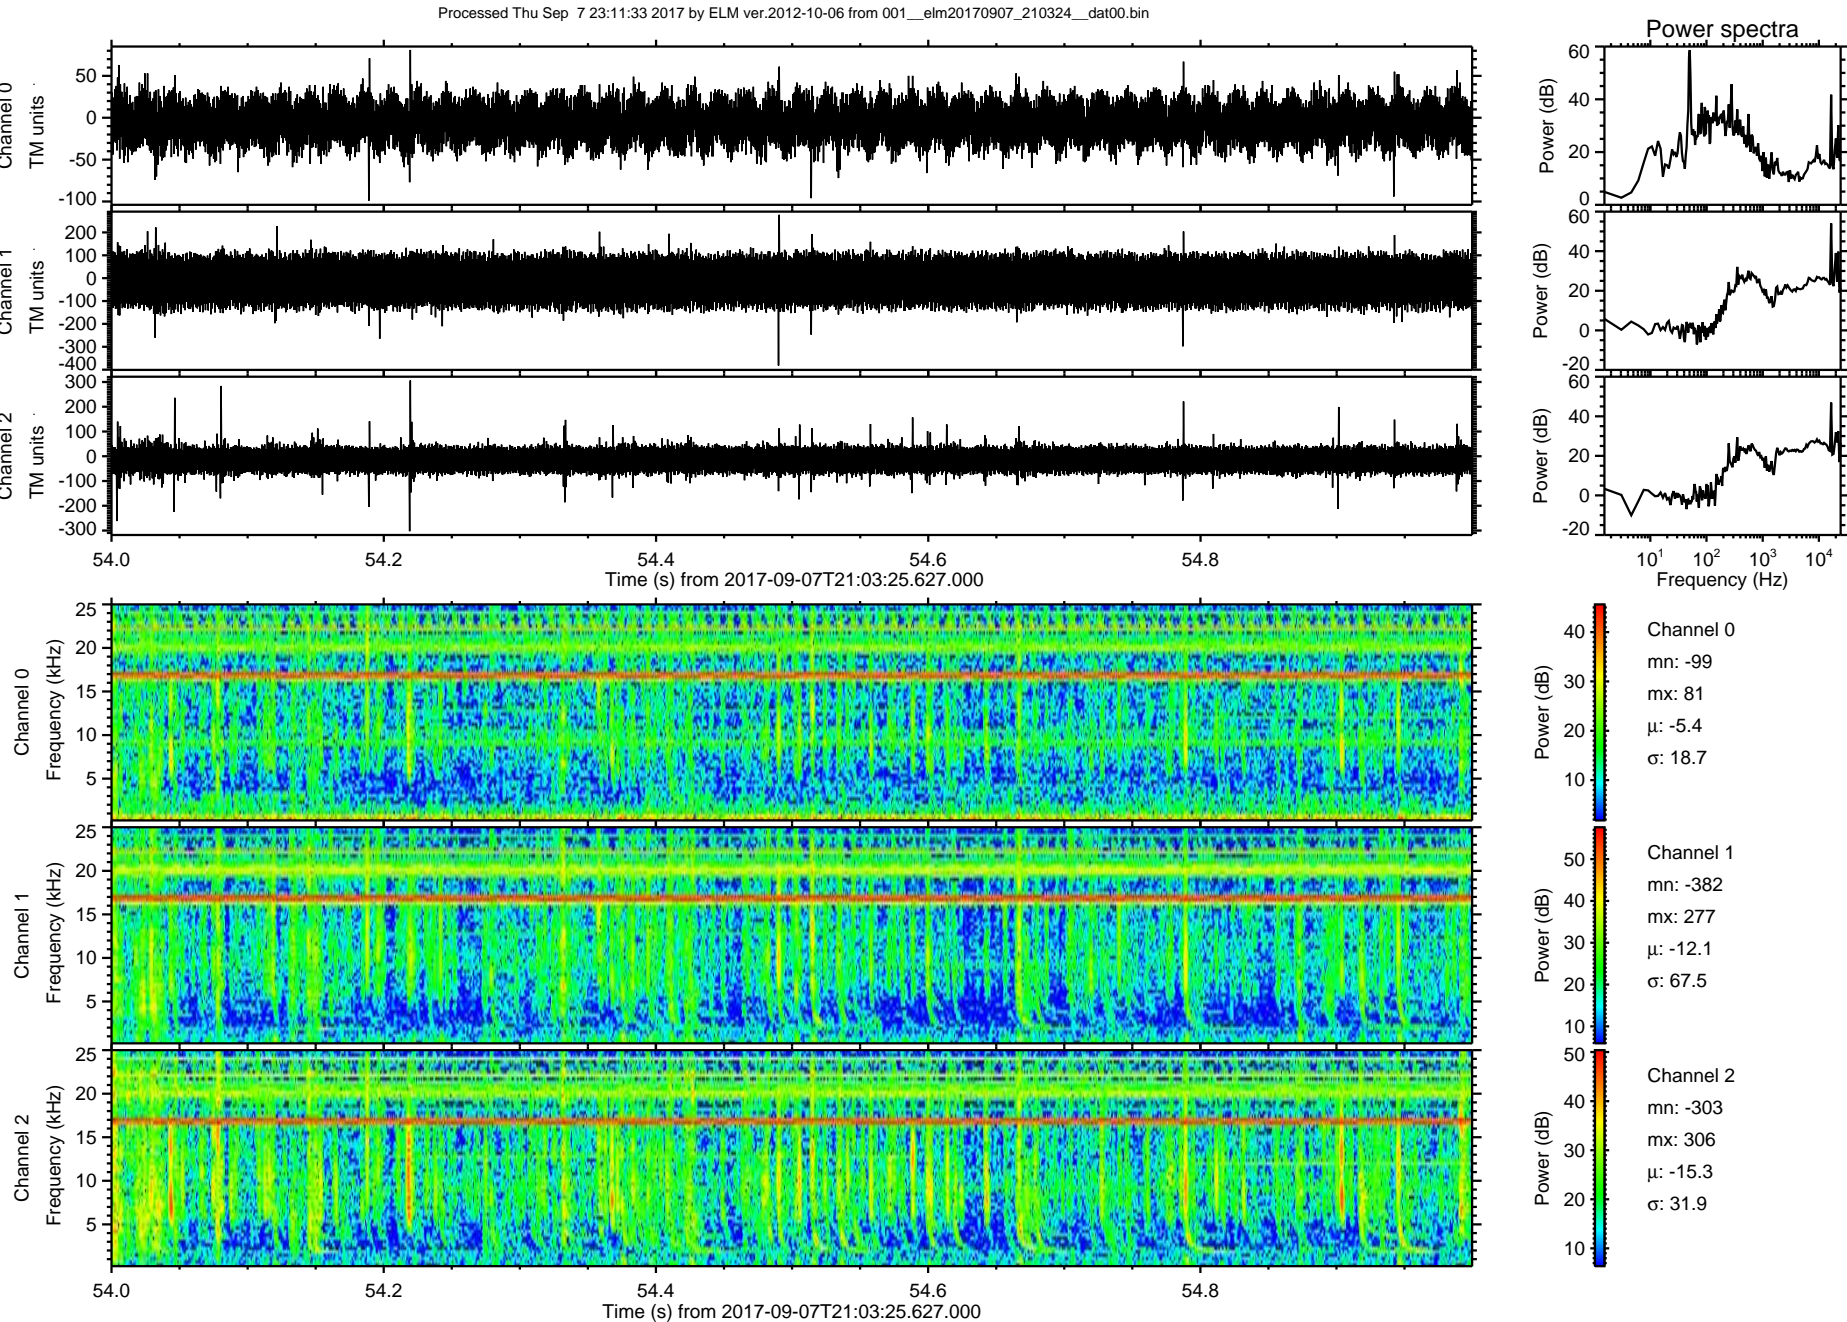 Processed Thu Sep 7 23:11:33 2017 by ELM ver.2012-10-06 from 001__elm20170907_210324__dat00.bin
Power spectra
Channel 0
TM units
50
0
-50
-100
Power (dB)
60
40
20
0
Channel 1
TM units
200
100
0
-100
-200
-300
-400
Power (dB)
60
40
20
0
-20
Channel 2
TM units
300
200
100
0
-100
-200
-300
Power (dB)
60
40
20
0
-20
54.0 54.2 54.4 54.6 54.8
Time (s) from 2017-09-07T21:03:25.627.000
10^1 10^2 10^3 10^4
Frequency (Hz)
Channel 0
Frequency (kHz)
25
20
15
10
5
Power (dB)
40
30
20
10
Channel 0
mn: -99
mx: 81
μ: -5.4
σ: 18.7
Channel 1
Frequency (kHz)
25
20
15
10
5
Power (dB)
50
40
30
20
10
Channel 1
mn: -382
mx: 277
μ: -12.1
σ: 67.5
Channel 2
Frequency (kHz)
25
20
15
10
5
Power (dB)
50
40
30
20
10
Channel 2
mn: -303
mx: 306
μ: -15.3
σ: 31.9
54.0 54.2 54.4 54.6 54.8
Time (s) from 2017-09-07T21:03:25.627.000